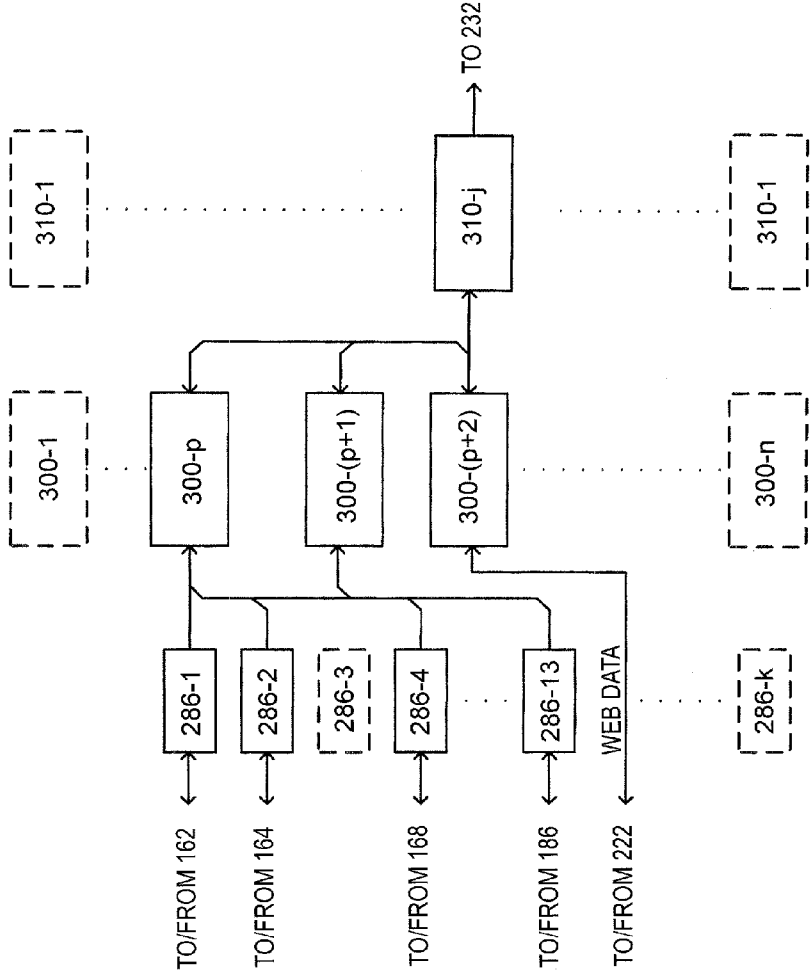 TO/FROM 162
TO/FROM 164
TO/FROM 168
TO/FROM 186
TO/FROM 222
286-1
286-2
286-3
286-4
286-13
WEB DATA
286-k
300-1
300-p
300-(p+1)
300-(p+2)
300-n
310-1
310-j
310-1
TO 232